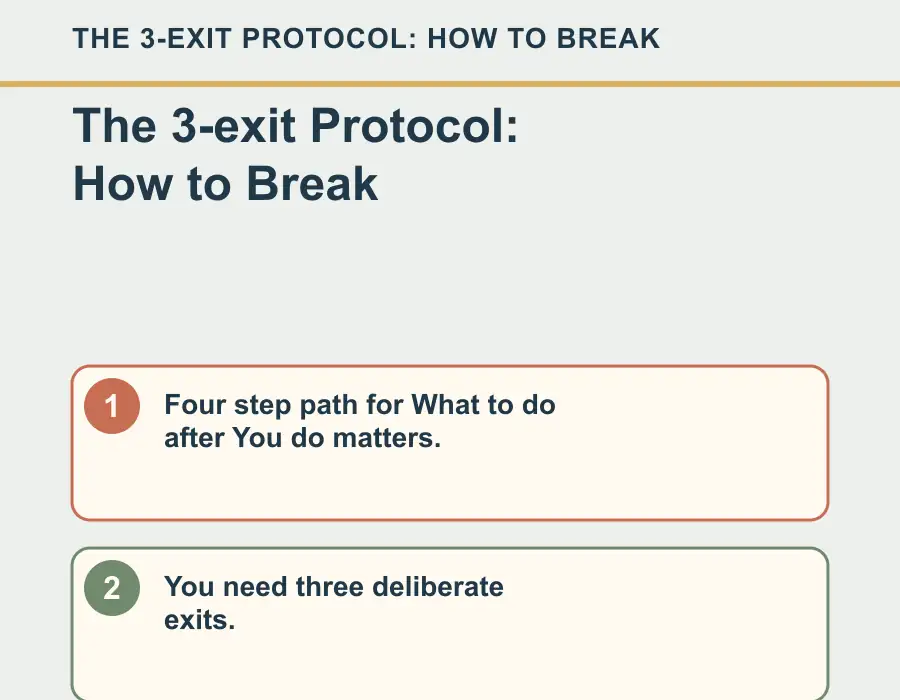 THE 3-EXIT PROTOCOL: HOW TO BREAK
The 3-exit Protocol:
How to Break
1
Four step path for What to do
after You do matters.
2
You need three deliberate
exits.